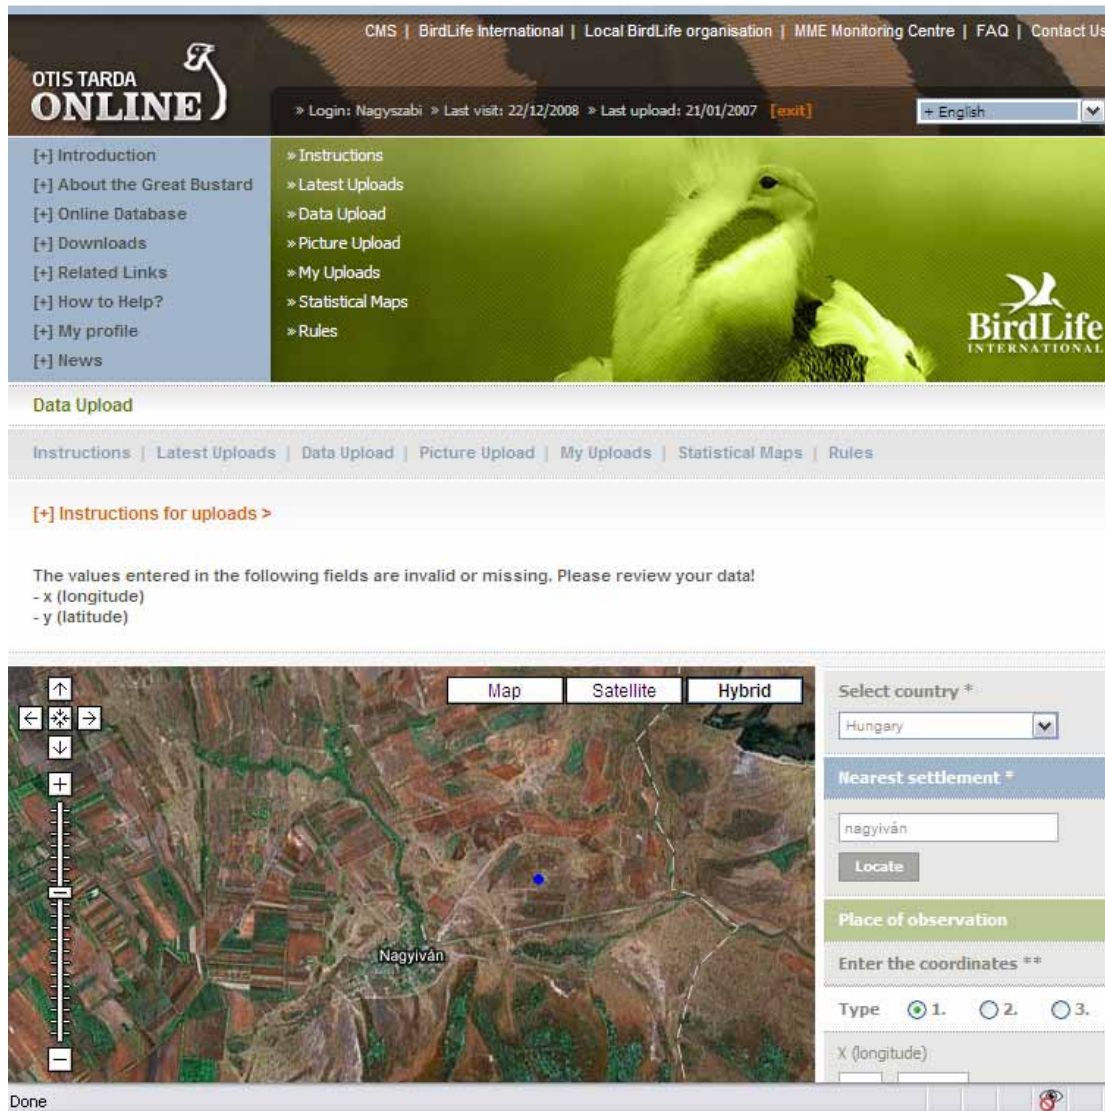 CMS | BirdLife International | Local BirdLife organisation | MME Monitoring Centre | FAQ | Contact Us
OTIS TARDA
ONLINE
» Login: Nagyszabi » Last visit: 22/12/2008 » Last upload: 21/01/2007 [exit]
+ English
[+] Introduction
[+] About the Great Bustard
[+] Online Database
[+] Downloads
[+] Related Links
[+] How to Help?
[+] My profile
[+] News
» Instructions
» Latest Uploads
» Data Upload
» Picture Upload
» My Uploads
» Statistical Maps
» Rules
BirdLife
INTERNATIONAL
Data Upload
Instructions | Latest Uploads | Data Upload | Picture Upload | My Uploads | Statistical Maps | Rules
[+] Instructions for uploads >
The values entered in the following fields are invalid or missing. Please review your data!
- x (longitude)
- y (latitude)
Map
Satellite
Hybrid
Nagyiván
Select country *
Hungary
Nearest settlement *
nagyiván
Locate
Place of observation
Enter the coordinates **
Type 1. 2. 3.
X (longitude)
Done